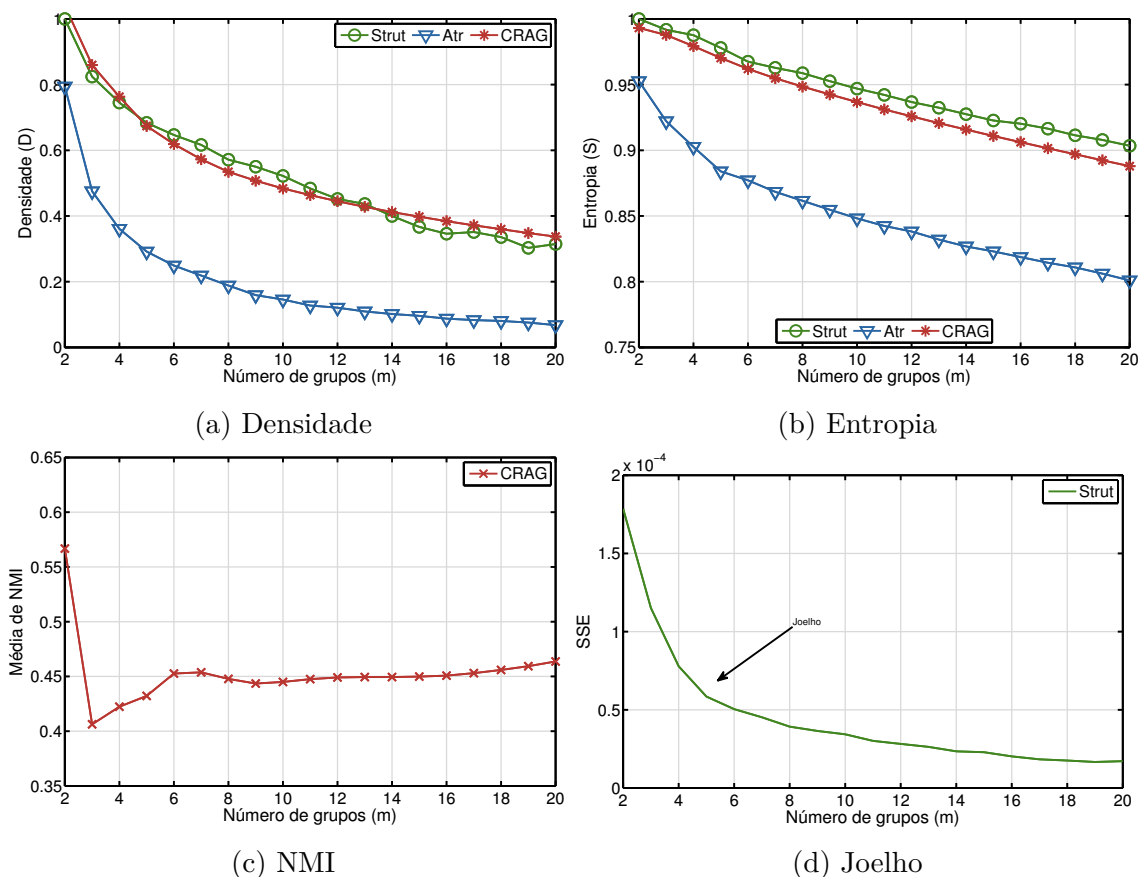 1
0.8
0.6
0.4
0.2
0
Densidade (D)
Strut Atr CRAG
2 4 6 8 10 12 14 16 18 20
Número de grupos (m)
(a) Densidade
1
0.95
0.9
0.85
0.8
0.75
Entropia (S)
Strut Atr CRAG
2 4 6 8 10 12 14 16 18 20
Número de grupos (m)
(b) Entropia
0.65
0.6
0.55
0.5
0.45
0.4
0.35
Média de NMI
CRAG
2 4 6 8 10 12 14 16 18 20
Número de grupos (m)
(c) NMI
x 10⁻⁴
2
1.5
1
0.5
0
SSE
Strut
Joelho
2 4 6 8 10 12 14 16 18 20
Número de grupos (m)
(d) Joelho